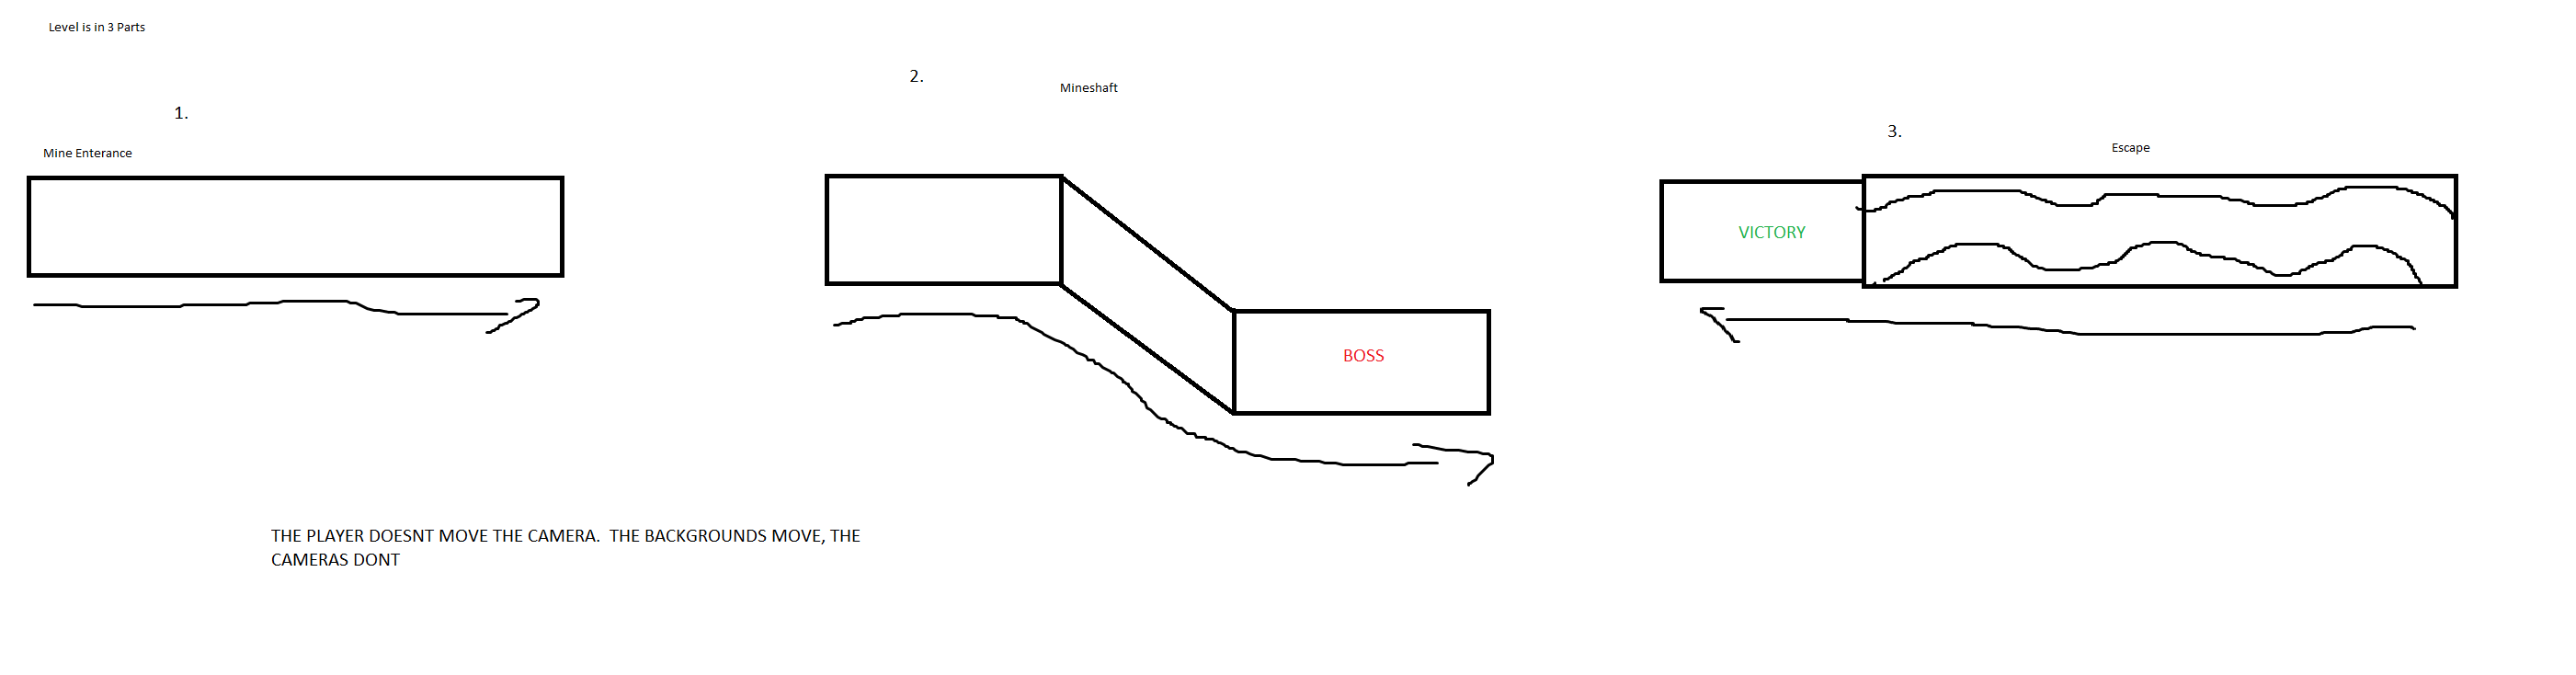 Level is in 3 Parts
1.
Mine Enterance
2.
Mineshaft
BOSS
3.
Escape
VICTORY
THE PLAYER DOESNT MOVE THE CAMERA.  THE BACKGROUNDS MOVE, THE
CAMERAS DONT